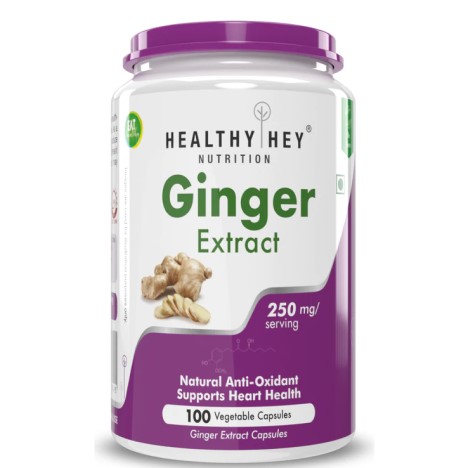 EAT
HEALTHY HEY®
NUTRITION
Ginger
Extract
250 mg/
serving
Natural Anti-Oxidant
Supports Heart Health
100 Vegetable Capsules
Ginger Extract Capsules